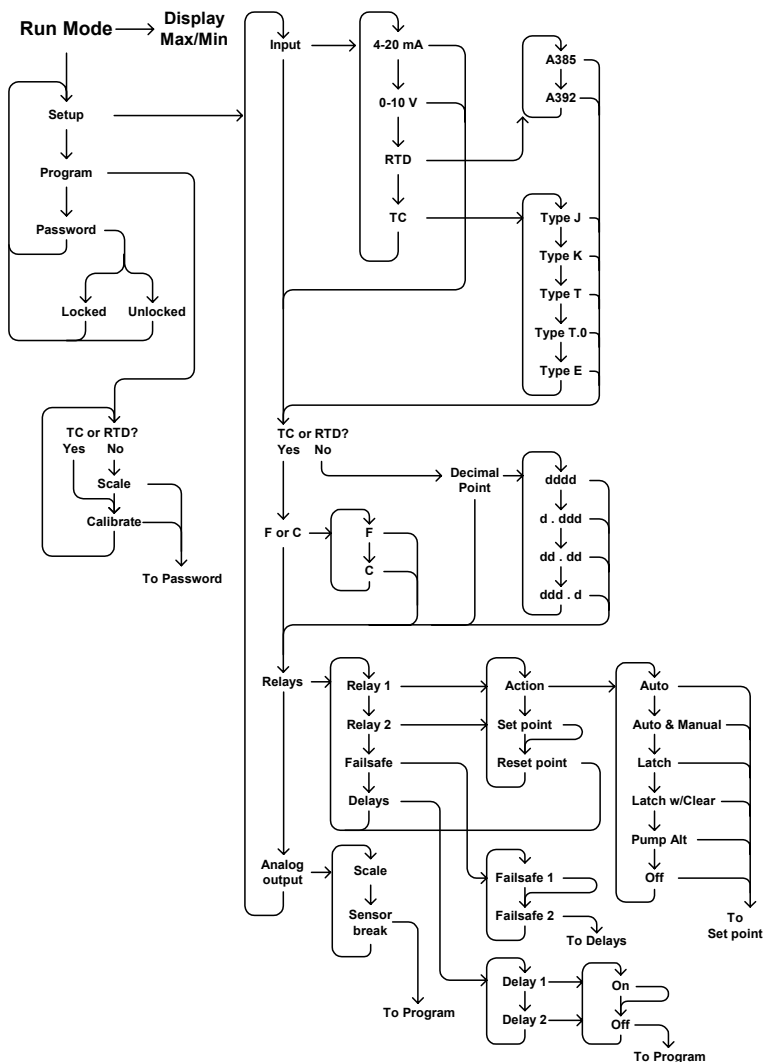 Run Mode
Display
Max/Min
Setup
Program
Password
Locked
Unlocked
TC or RTD?
Yes
No
Scale
Calibrate
To Password
Input
4-20 mA
0-10 V
RTD
TC
A385
A392
Type J
Type K
Type T
Type T.0
Type E
TC or RTD?
Yes
No
Decimal
Point
dddd
d . ddd
dd . dd
ddd . d
F or C
F
C
Relays
Relay 1
Relay 2
Failsafe
Delays
Action
Set point
Reset point
Auto
Auto & Manual
Latch
Latch w/Clear
Pump Alt
Off
To
Set point
Analog
output
Scale
Sensor
break
To Program
Failsafe 1
Failsafe 2
To Delays
Delay 1
Delay 2
On
Off
To Program